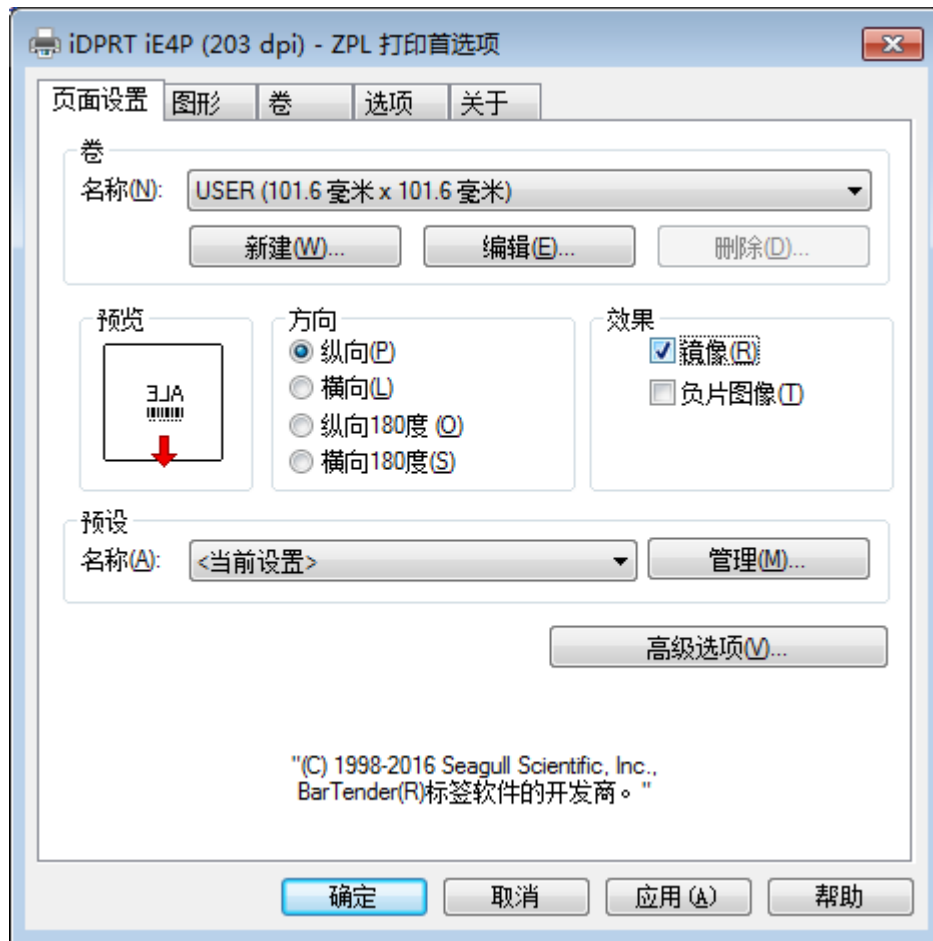 iDPRT iE4P (203 dpi) - ZPL 打印首选项
页面设置 图形 卷 选项 关于
卷
名称(N): USER (101.6 毫米 x 101.6 毫米)
新建(W)... 编辑(E)... 删除(D)...
预览 方向 效果
纵向(P) 镜像(R)
横向(L) 负片图像(T)
ALE
纵向180度 (O)
横向180度(S)
预设
名称(A): <当前设置> 管理(M)...
高级选项(V)...
"(C) 1998-2016 Seagull Scientific, Inc.,
BarTender(R)标签软件的开发商。"
确定 取消 应用 (A) 帮助